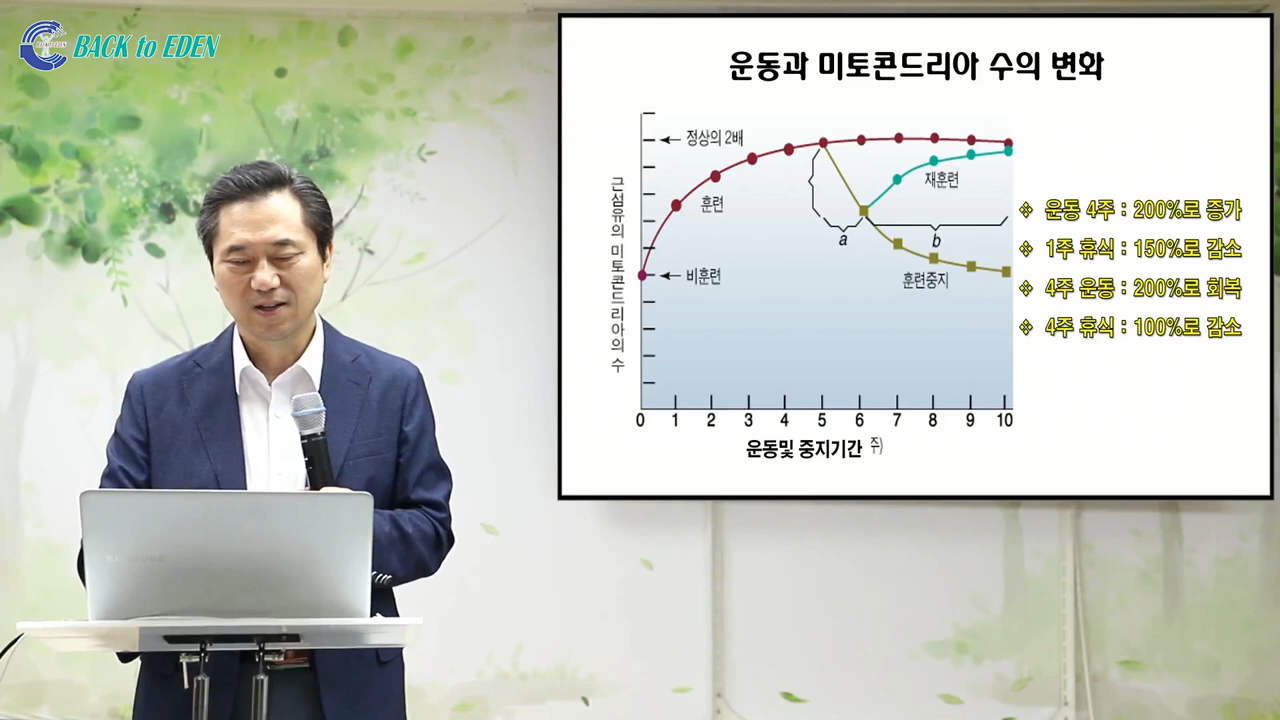 BACK to EDEN
운동과 미토콘드리아 수의 변화
정상의 2배
훈련
비훈련
재훈련
훈련중지
a
b
근섬유의 미토콘드리아의 수
0 1 2 3 4 5 6 7 8 9 10
운동및 중지기간 주)
❖ 운동 4주 : 200%로 증가
❖ 1주 휴식 : 150%로 감소
❖ 4주 운동 : 200%로 회복
❖ 4주 휴식 : 100%로 감소